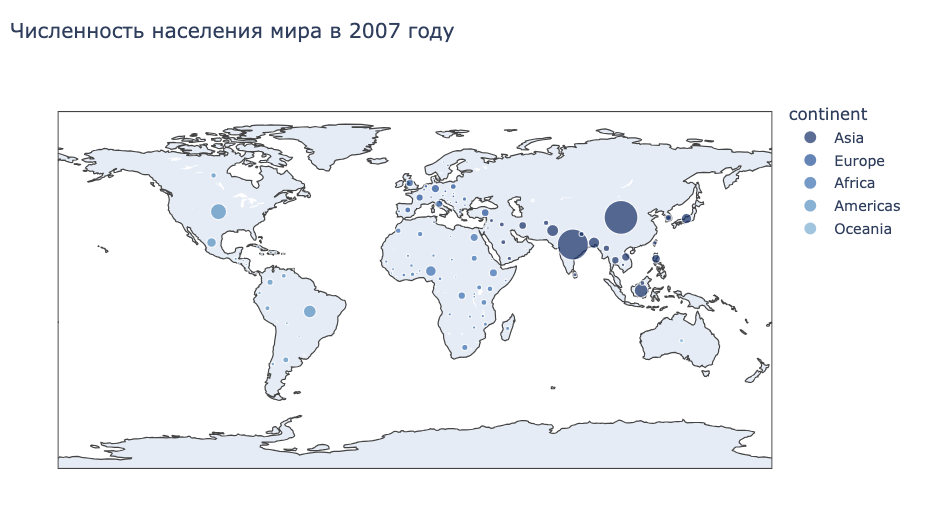 Численность населения мира в 2007 году
continent
Asia
Europe
Africa
Americas
Oceania